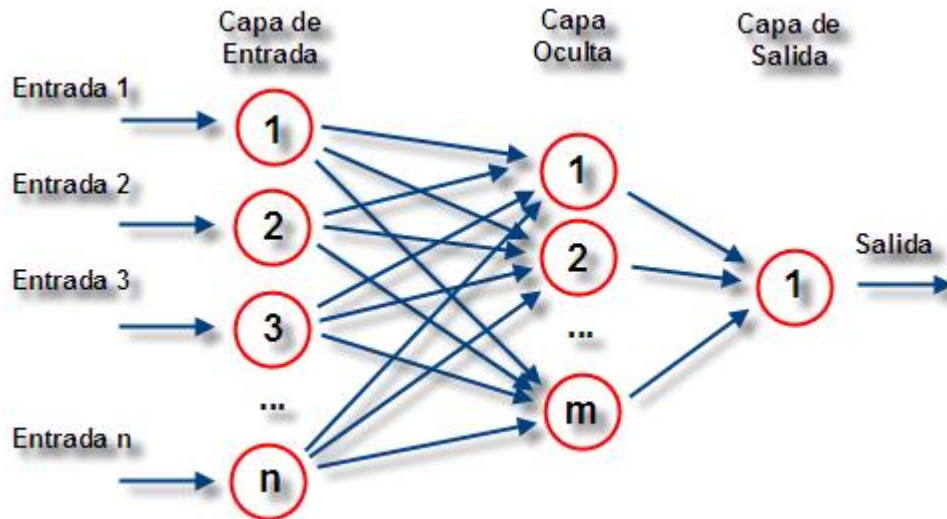 Capa de
Entrada
Capa
Oculta
Capa de
Salida
Entrada 1
1
Entrada 2
2
Entrada 3
3
...
Entrada n
n
1
2
...
m
1
Salida